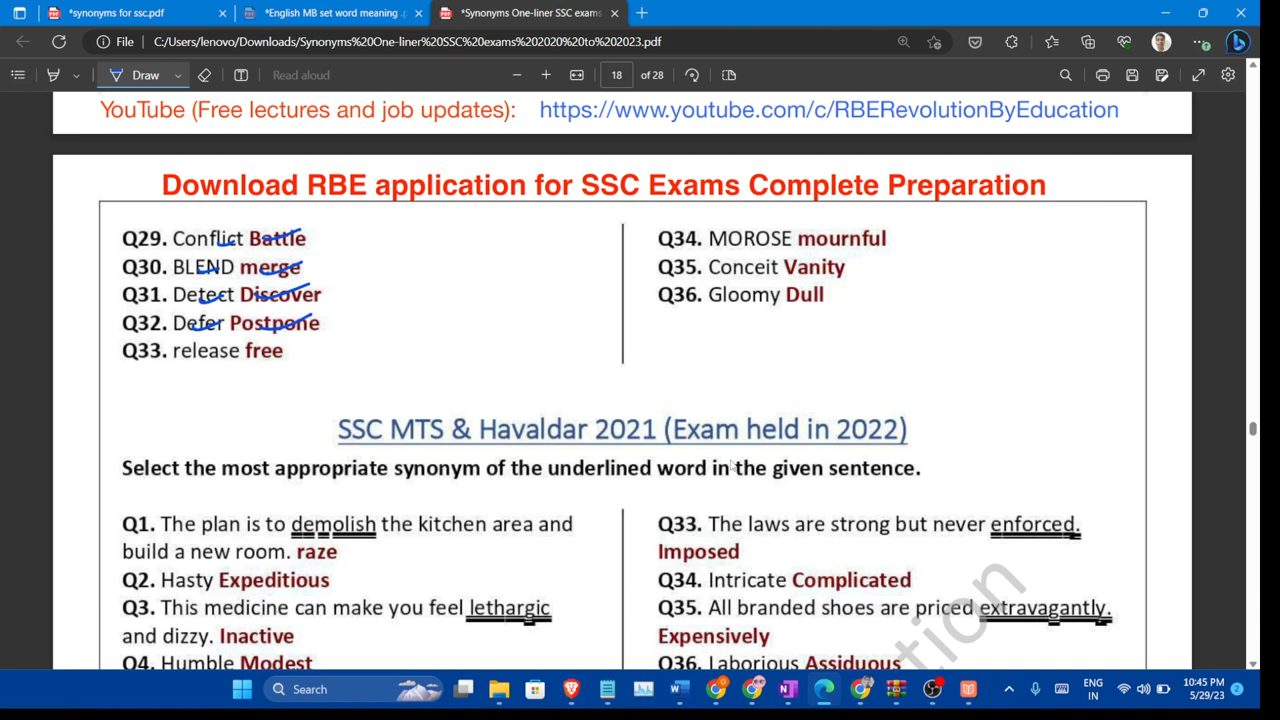 *synonyms for ssc.pdf
*English MB set word meaning .p
*Synonyms One-liner SSC exams
File
C:/Users/lenovo/Downloads/Synonyms%20One-liner%20SSC%20exams%202020%20to%202023.pdf
Draw
Read aloud
18 of 28
YouTube (Free lectures and job updates): https://www.youtube.com/c/RBERevolutionByEducation
Download RBE application for SSC Exams Complete Preparation
Q29. Conflict Battle
Q30. BLEND merge
Q31. Detect Discover
Q32. Defer Postpone
Q33. release free
Q34. MOROSE mournful
Q35. Conceit Vanity
Q36. Gloomy Dull
SSC MTS & Havaldar 2021 (Exam held in 2022)
Select the most appropriate synonym of the underlined word in the given sentence.
Q1. The plan is to demolish the kitchen area and
build a new room. raze
Q2. Hasty Expeditious
Q3. This medicine can make you feel lethargic
and dizzy. Inactive
Q4. Humble Modest
Q33. The laws are strong but never enforced.
Imposed
Q34. Intricate Complicated
Q35. All branded shoes are priced extravagantly.
Expensively
Q36. Laborious Assiduous
Search
ENG
IN
10:45 PM
5/29/23